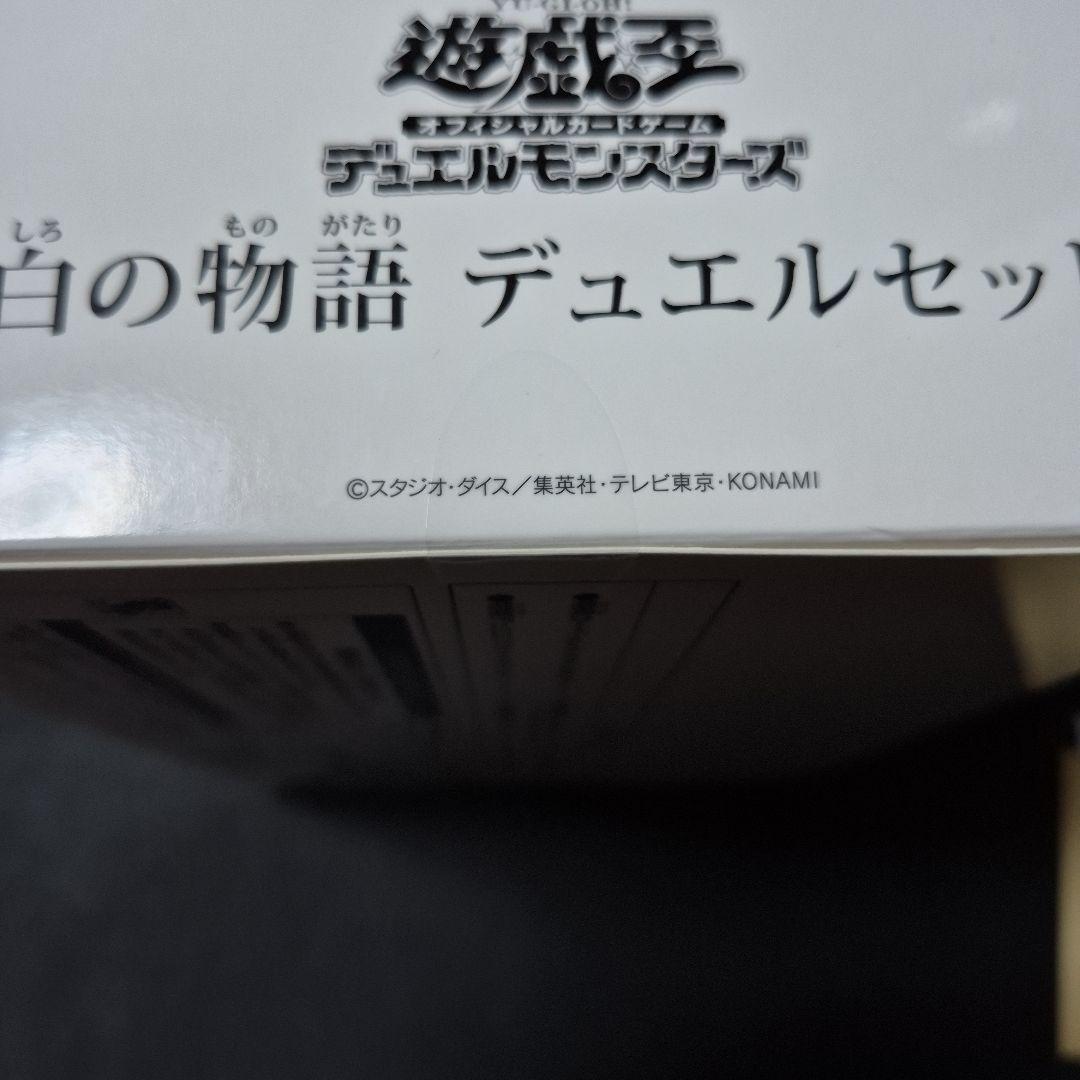 YU-GI-OH!
遊戯王
オフィシャルカードゲーム
デュエルモンスターズ
しろ もの がたり
白の物語 デュエルセット
©スタジオ・ダイス／集英社・テレビ東京・KONAMI